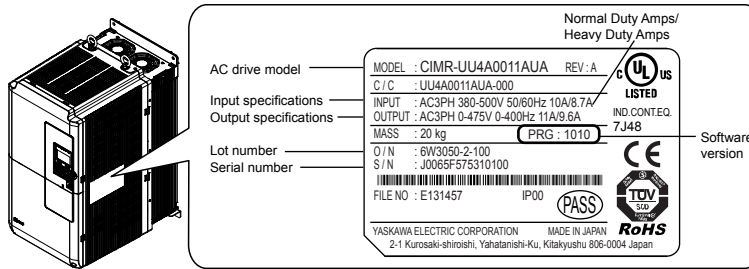 Normal Duty Amps/
Heavy Duty Amps
AC drive model
MODEL : CIMR-UU4A0011AUA REV : A
C / C : UU4A0011AUA-000
Input specifications
INPUT : AC3PH 380-500V 50/60Hz 10A/8.7A
Output specifications
OUTPUT : AC3PH 0-475V 0-400Hz 11A/9.6A
MASS : 20 kg PRG : 1010
Lot number
O / N : 6W3050-2-100
Serial number
S / N : J0065F575310100
FILE NO : E131457 IP00
PASS
YASKAWA ELECTRIC CORPORATION MADE IN JAPAN
2-1 Kurosaki-shiroishi, Yahatanishi-Ku, Kitakyushu 806-0004 Japan
C UL US
LISTED
IND.CONT.EQ.
7J48
Software
version
CE
TÜV
RoHS